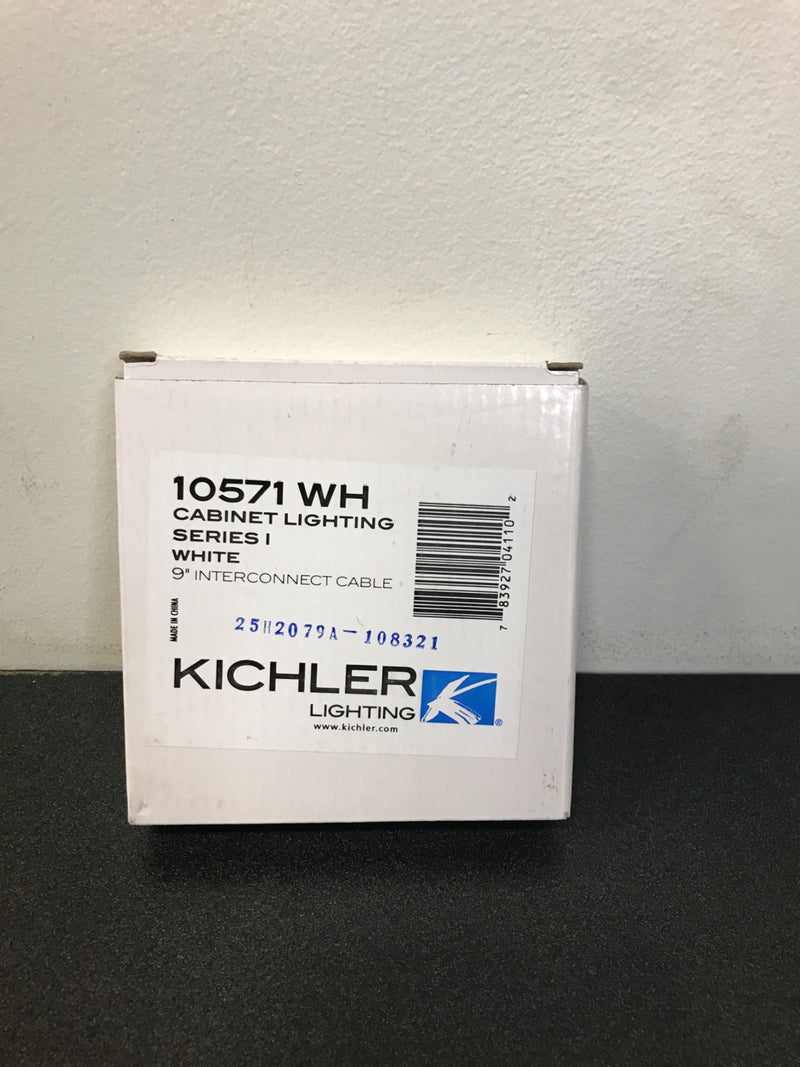 10571 WH
CABINET LIGHTING
SERIES I
WHITE
9" INTERCONNECT CABLE
MADE IN CHINA
7 83927 04110 2
25H2079A-108321
KICHLER
LIGHTING
®
www.kichler.com